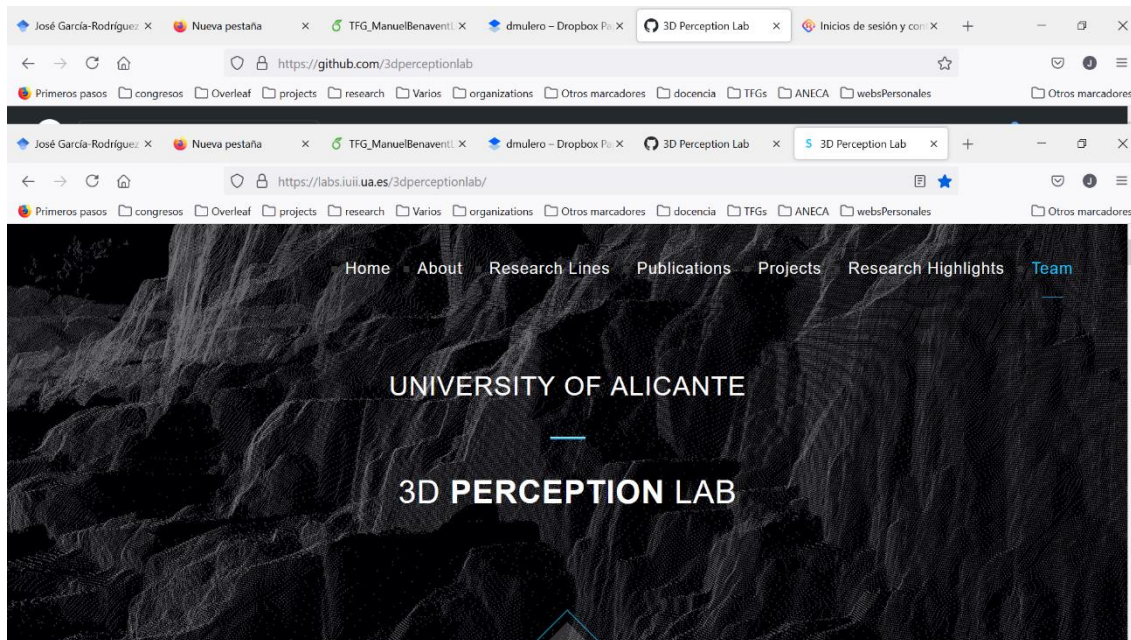 José García-Rodríguez Nueva pestaña TFG_ManuelBenaventL dmulero – Dropbox Pa 3D Perception Lab Inicios de sesión y con
https://github.com/3dperceptionlab
Primeros pasos congresos Overleaf projects research Varios organizations Otros marcadores docencia TFGs ANECA websPersonales Otros marcadores
José García-Rodríguez Nueva pestaña TFG_ManuelBenaventL dmulero – Dropbox Pa 3D Perception Lab S 3D Perception Lab
https://labs.iuii.ua.es/3dperceptionlab/
Primeros pasos congresos Overleaf projects research Varios organizations Otros marcadores docencia TFGs ANECA websPersonales Otros marcadores
Home About Research Lines Publications Projects Research Highlights Team
UNIVERSITY OF ALICANTE
3D PERCEPTION LAB